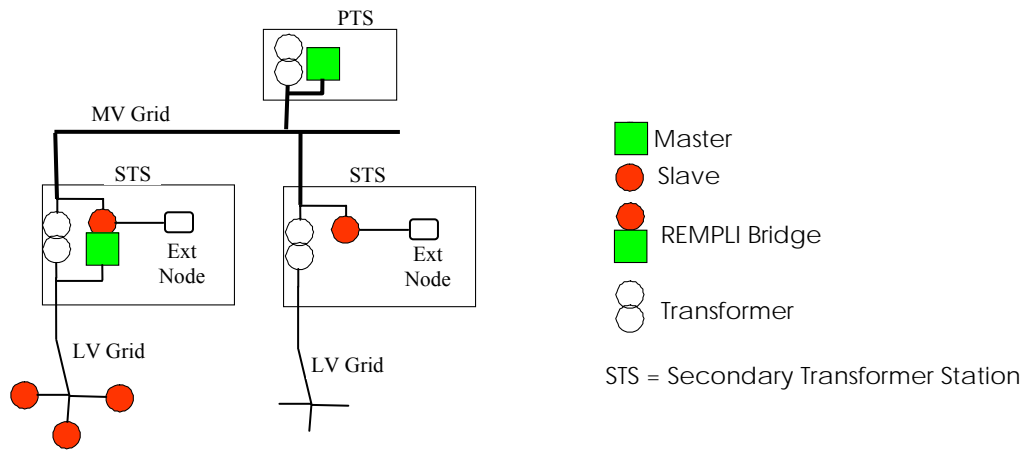 PTS
MV Grid
STS
STS
Ext
Node
Ext
Node
LV Grid
LV Grid
Master
Slave
REMPLI Bridge
Transformer
STS = Secondary Transformer Station